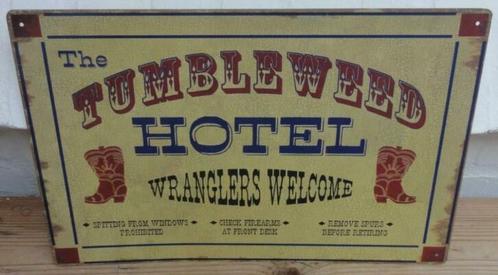 The
TUMBLEWEED
HOTEL
WRANGLERS WELCOME
SPITTING FROM WINDOWS
PROHIBITED
CHECK FIREARMS
AT FRONT DESK
REMOVE SPURS
BEFORE RETIRING